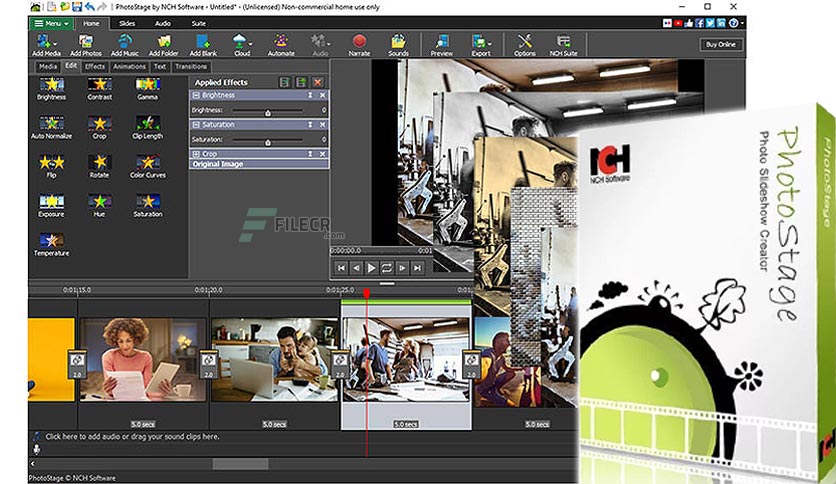 PhotoStage by NCH Software - Untitled* - (Unlicensed) Non-commercial home use only
Menu Home Slides Audio Suite
Add Media Add Photos Add Music Add Folder Add Blank Cloud Automate Audio Narrate Sounds Preview Export Options NCH Suite Buy Online
Media Edit Effects Animations Text Transitions
Brightness Contrast Gamma
Auto Normalize Crop Clip Length
Flip Rotate Color Curves
Exposure Hue Saturation
Temperature
Applied Effects
Brightness
Brightness: 0
Saturation
Saturation: 0
Crop
Original Image
FILECR
.com
0:00:00.0 0:01
0:01:15.0 0:01:20.0 0:01:25.0
2.0 2.0 2.0 2.0
5.0 secs 5.0 secs 5.0 secs 5.0 secs
Click here to add audio or drag your sound clips here.
PhotoStage © NCH Software
NCH
NCH Software
PhotoStage
Photo Slideshow Creator
PhotoStage
NCH